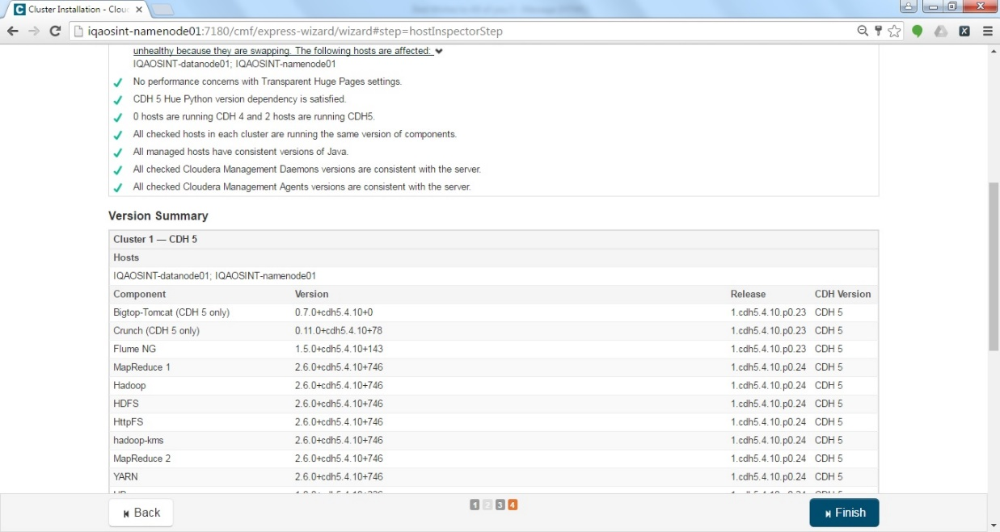 Cluster Installation - Clou
iqaosint-namenode01:7180/cmf/express-wizard/wizard#step=hostInspectorStep
unhealthy because they are swapping. The following hosts are affected:
IQAOSINT-datanode01; IQAOSINT-namenode01
No performance concerns with Transparent Huge Pages settings.
CDH 5 Hue Python version dependency is satisfied.
0 hosts are running CDH 4 and 2 hosts are running CDH5.
All checked hosts in each cluster are running the same version of components.
All managed hosts have consistent versions of Java.
All checked Cloudera Management Daemons versions are consistent with the server.
All checked Cloudera Management Agents versions are consistent with the server.
Version Summary
Cluster 1 — CDH 5
Hosts
IQAOSINT-datanode01; IQAOSINT-namenode01
Component Version Release CDH Version
Bigtop-Tomcat (CDH 5 only) 0.7.0+cdh5.4.10+0 1.cdh5.4.10.p0.23 CDH 5
Crunch (CDH 5 only) 0.11.0+cdh5.4.10+78 1.cdh5.4.10.p0.23 CDH 5
Flume NG 1.5.0+cdh5.4.10+143 1.cdh5.4.10.p0.23 CDH 5
MapReduce 1 2.6.0+cdh5.4.10+746 1.cdh5.4.10.p0.24 CDH 5
Hadoop 2.6.0+cdh5.4.10+746 1.cdh5.4.10.p0.24 CDH 5
HDFS 2.6.0+cdh5.4.10+746 1.cdh5.4.10.p0.24 CDH 5
HttpFS 2.6.0+cdh5.4.10+746 1.cdh5.4.10.p0.24 CDH 5
hadoop-kms 2.6.0+cdh5.4.10+746 1.cdh5.4.10.p0.24 CDH 5
MapReduce 2 2.6.0+cdh5.4.10+746 1.cdh5.4.10.p0.24 CDH 5
YARN 2.6.0+cdh5.4.10+746 1.cdh5.4.10.p0.24 CDH 5
Back 1 2 3 4 Finish